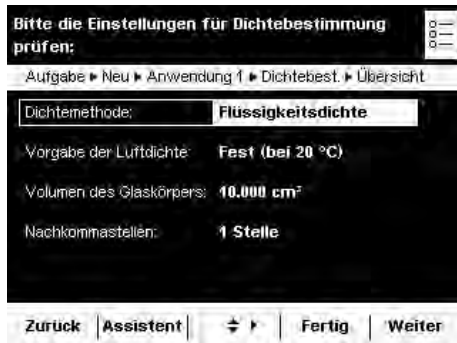 Bitte die Einstellungen für Dichtebestimmung
prüfen:
Aufgabe ▸ Neu ▸ Anwendung 1 ▸ Dichtebest. ▸ Übersicht
Dichtemethode: Flüssigkeitsdichte
Vorgabe der Luftdichte: Fest (bei 20 °C)
Volumen des Glaskörpers: 10.000 cm³
Nachkommastellen: 1 Stelle
Zurück Assistent Fertig Weiter